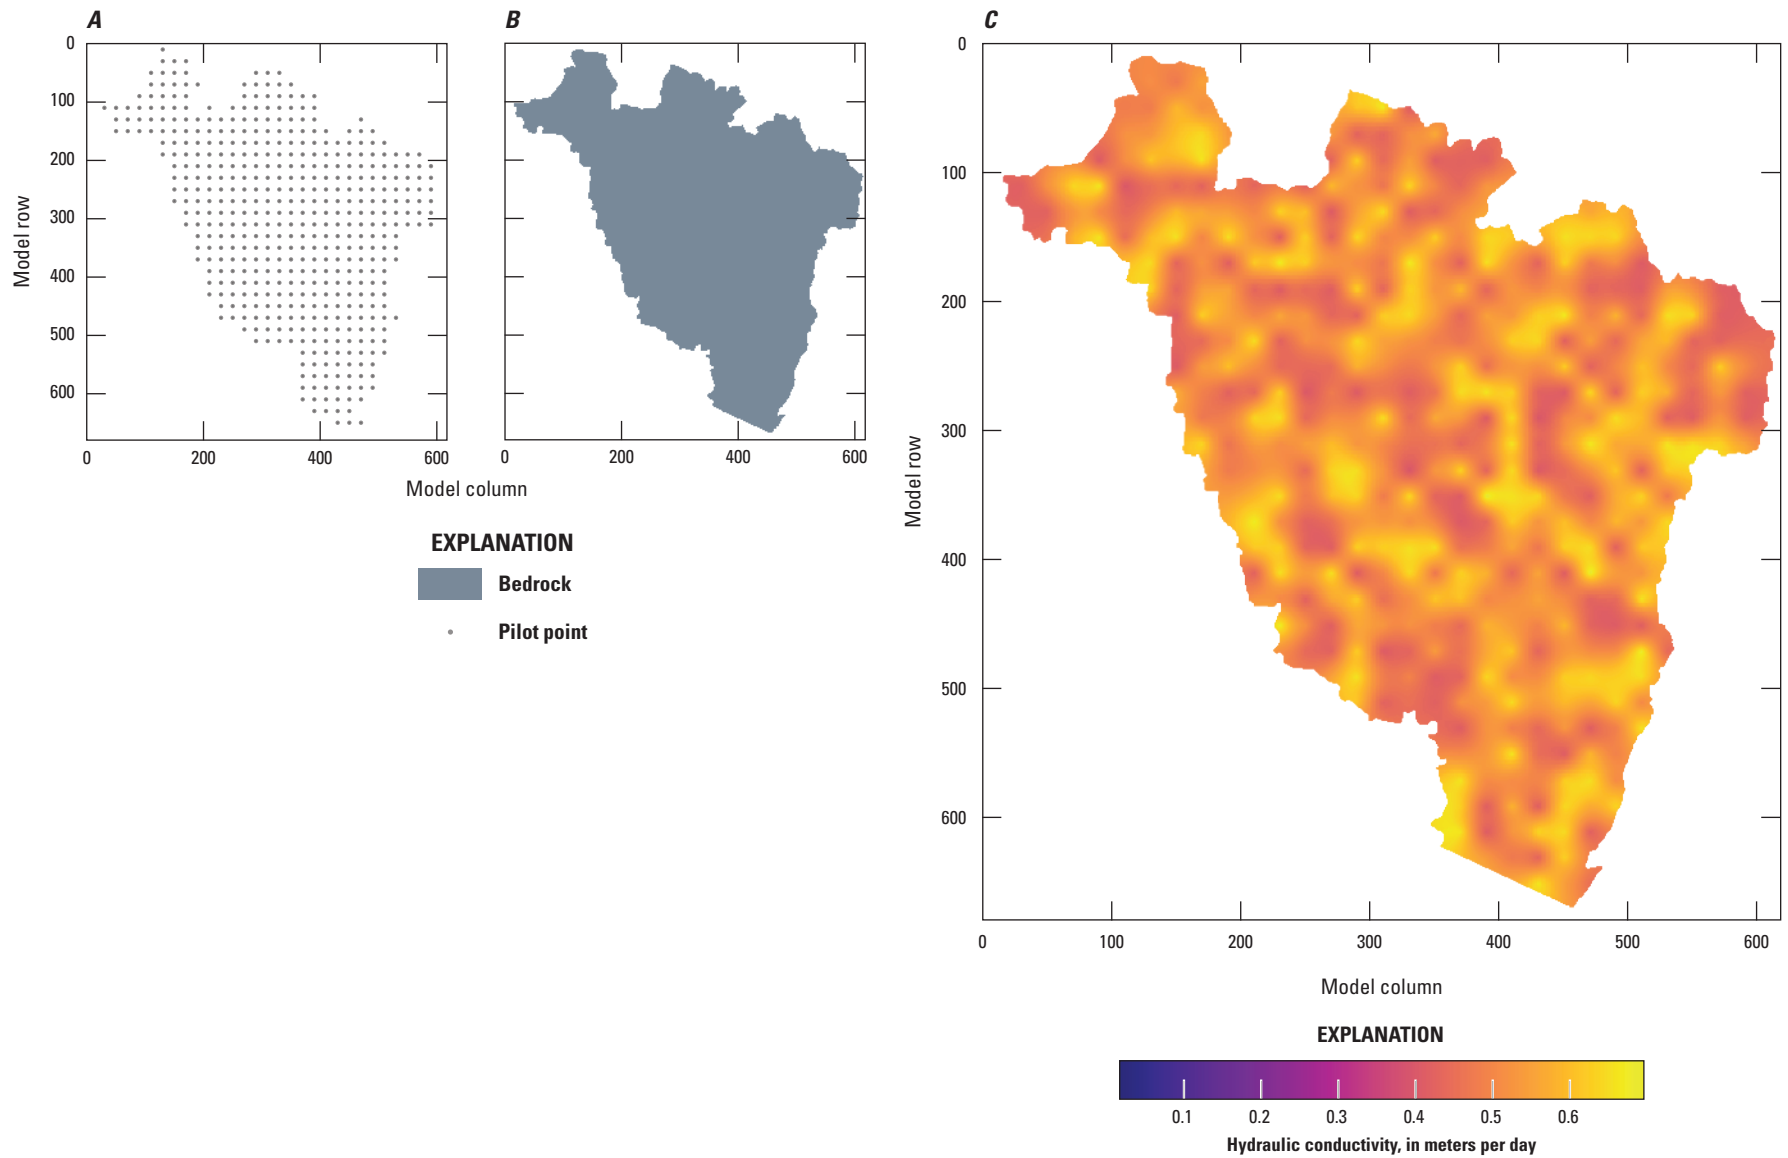 A
B
C
0
100
200
300
400
500
600
Model row
0
200
400
600
0
200
400
600
Model column
EXPLANATION
Bedrock
Pilot point
0
100
200
300
400
500
600
Model row
0
100
200
300
400
500
600
Model column
EXPLANATION
0.1
0.2
0.3
0.4
0.5
0.6
Hydraulic conductivity, in meters per day